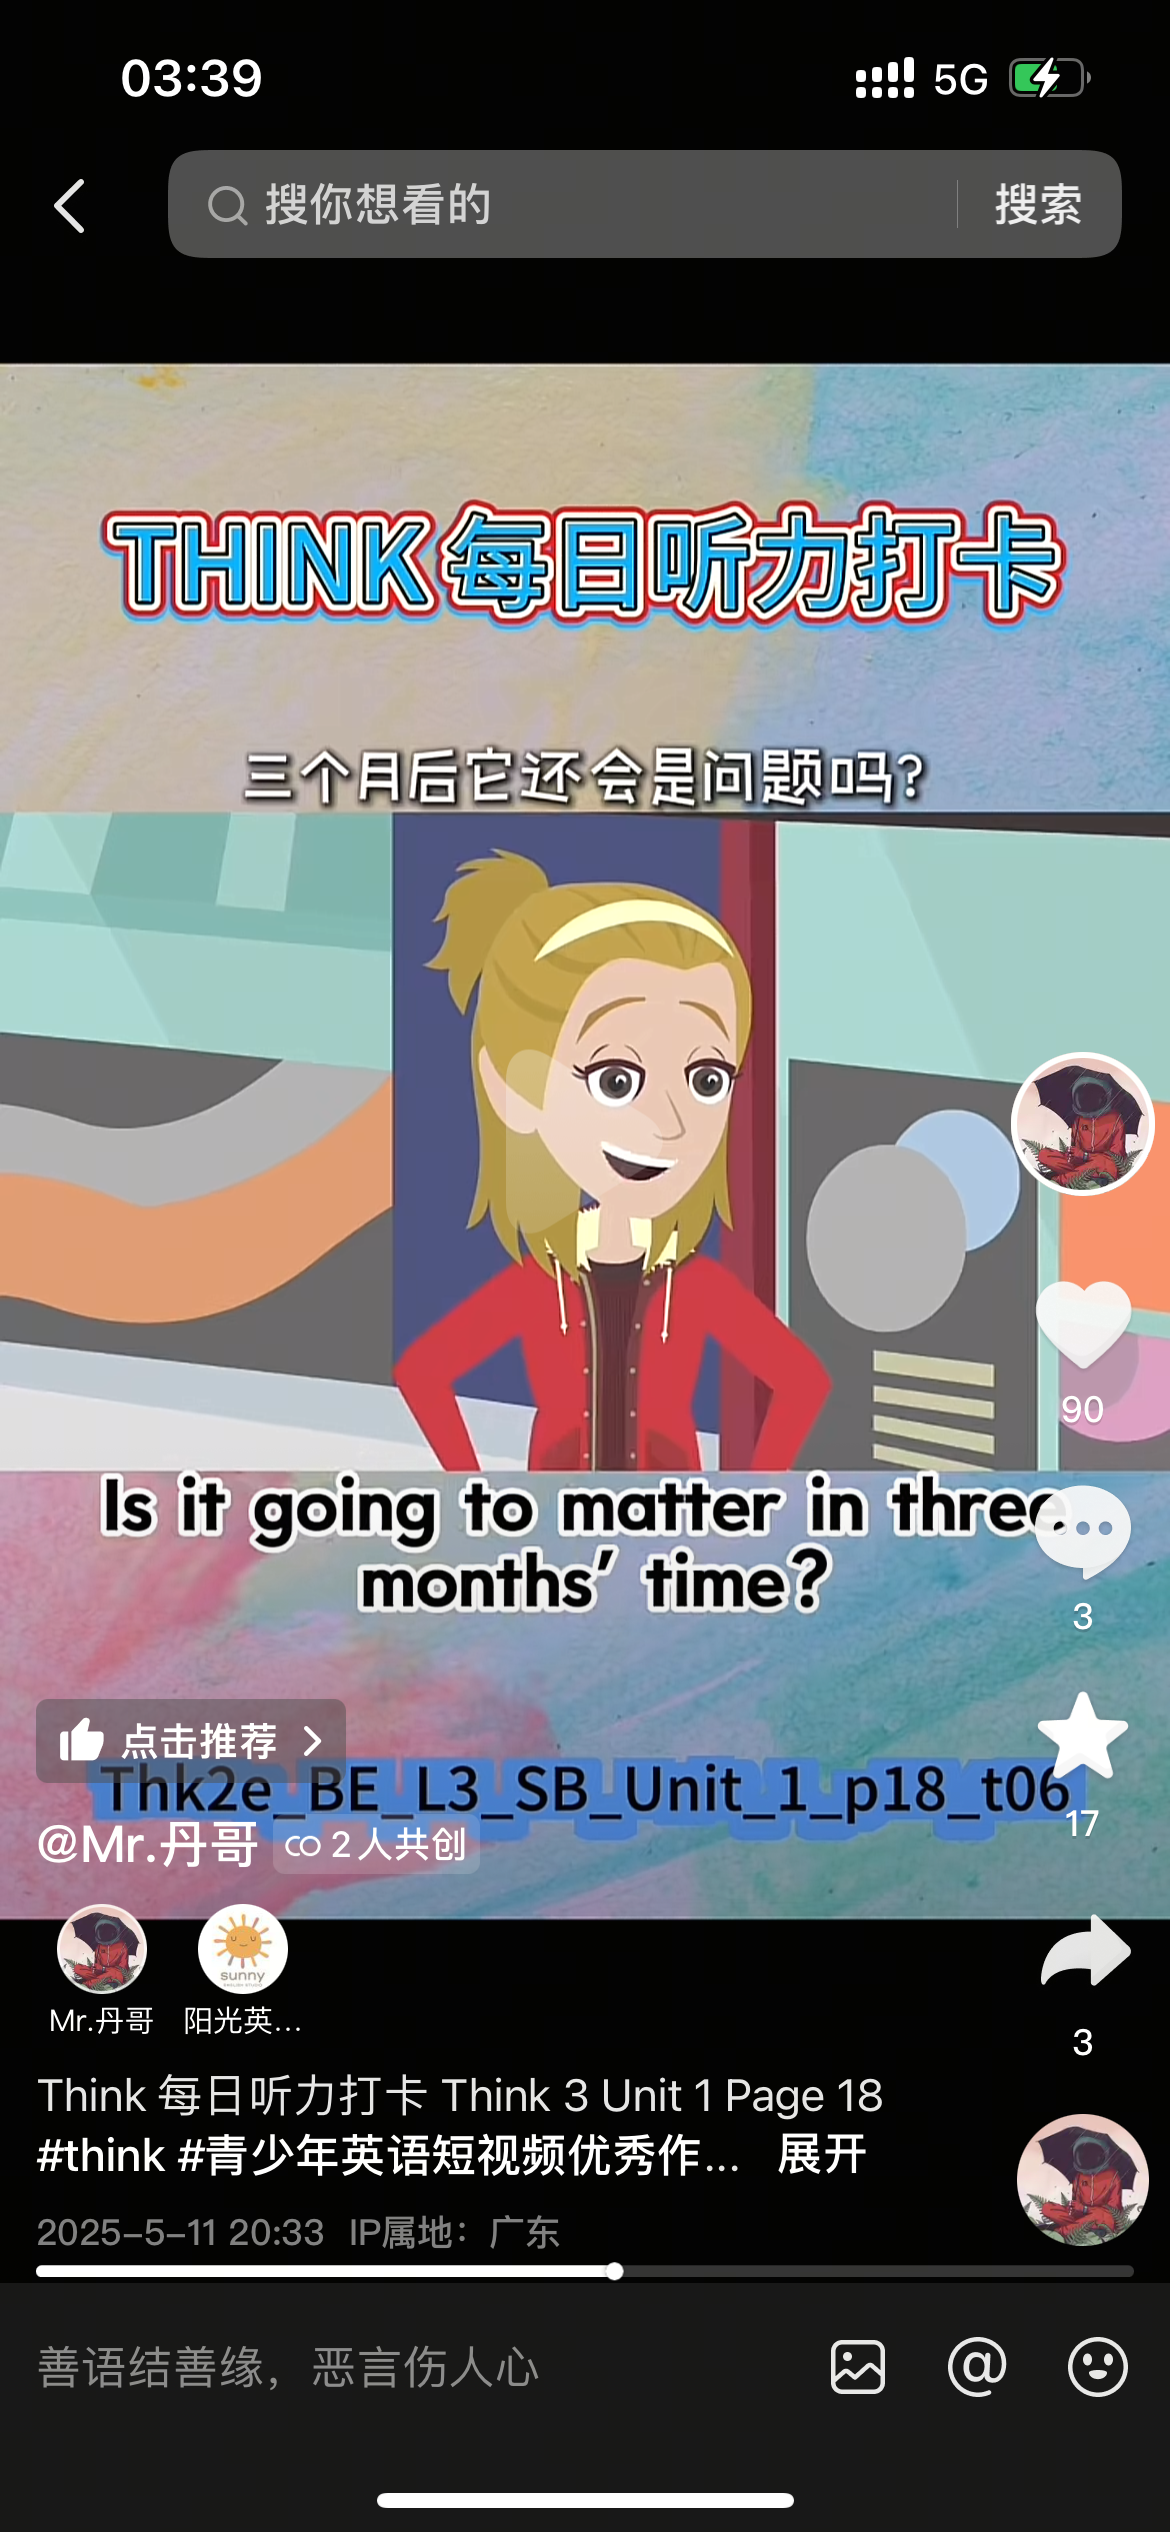 03:39
5G
搜你想看的
搜索
THINK 每日听力打卡
三个月后它还会是问题吗?
Is it going to matter in three
months' time?
90
3
点击推荐
Thk2e_BE_L3_SB_Unit_1_p18_t06
17
@Mr.丹哥
2人共创
sunny
Mr.丹哥
阳光英...
3
Think 每日听力打卡 Think 3 Unit 1 Page 18
#think #青少年英语短视频优秀作... 展开
2025-5-11 20:33 IP属地：广东
善语结善缘，恶言伤人心